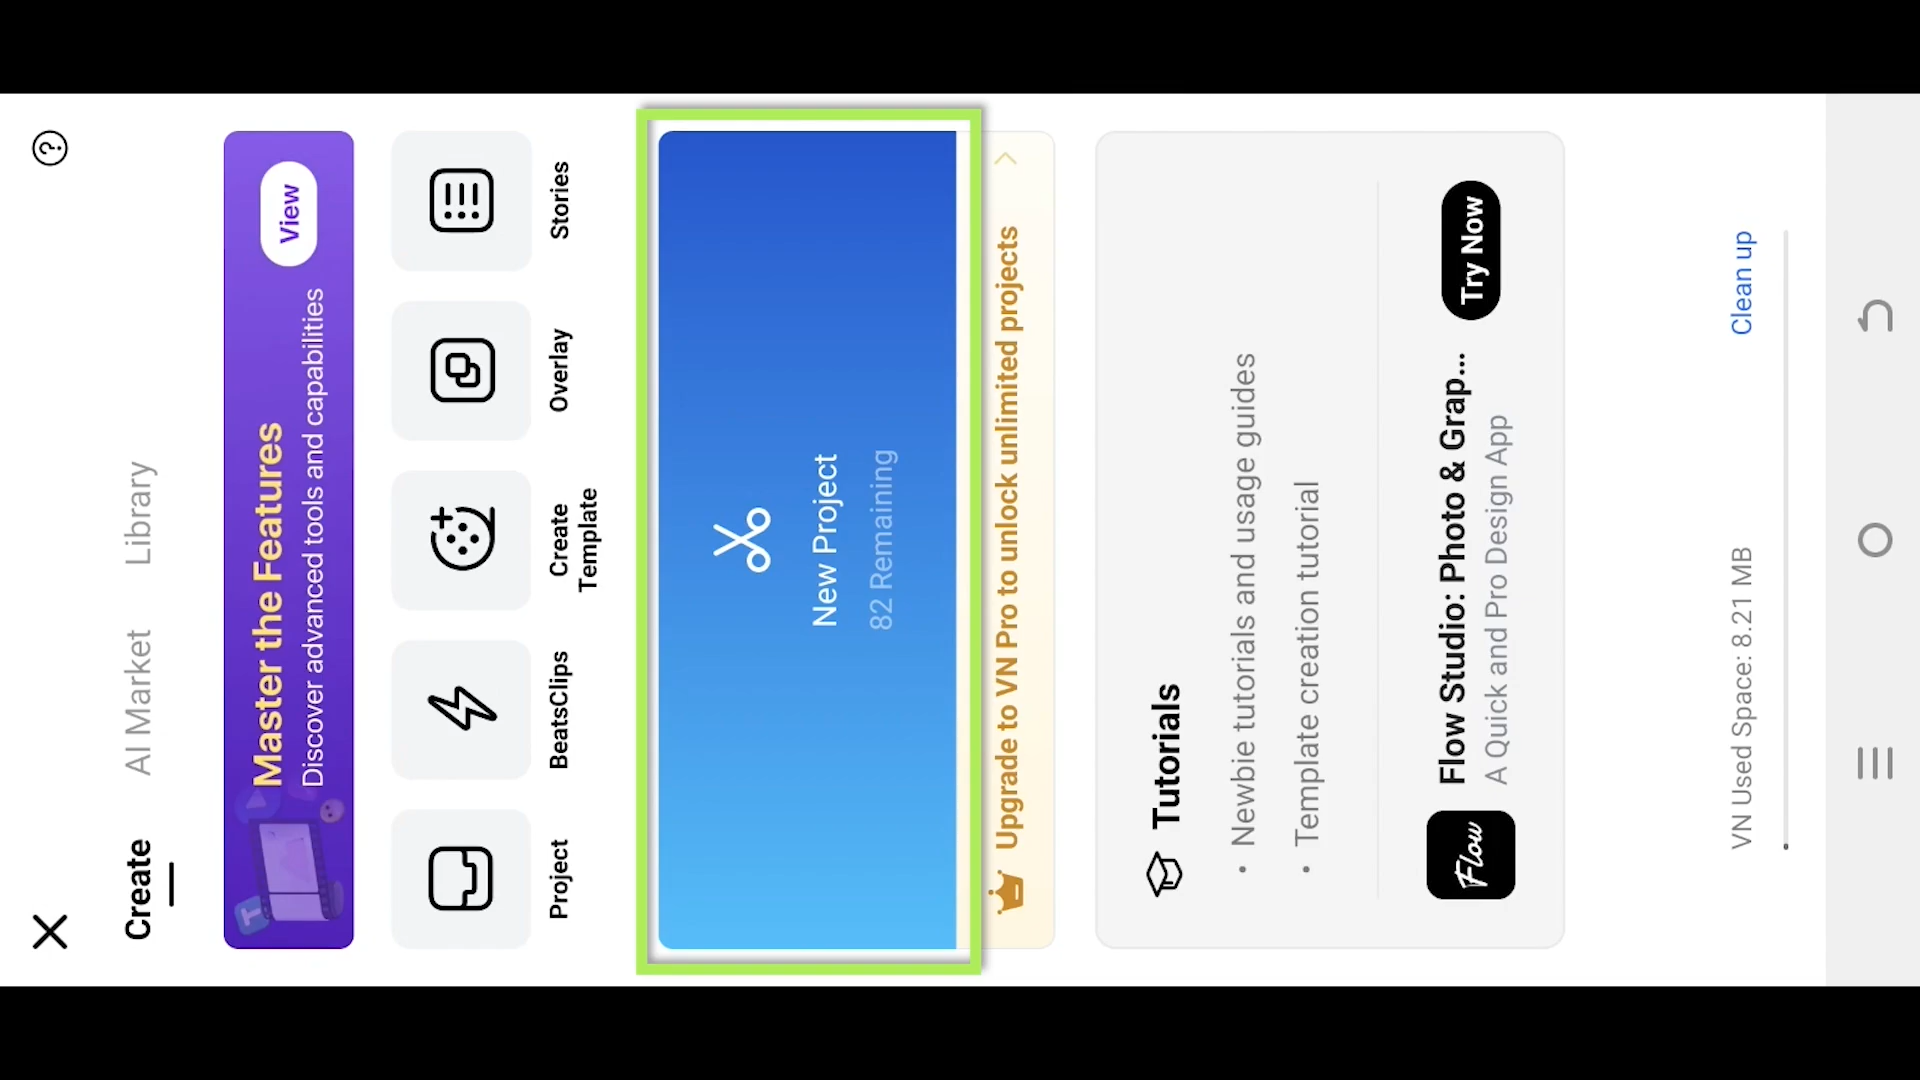 Create
AI Market
Library
Master the Features
Discover advanced tools and capabilities
View
Project
BeatsClips
Create
Template
Overlay
Stories
New Project
82 Remaining
Upgrade to VN Pro to unlock unlimited projects
Tutorials
• Newbie tutorials and usage guides
• Template creation tutorial
Flow
Flow Studio: Photo & Grap...
A Quick and Pro Design App
Try Now
VN Used Space: 8.21 MB
Clean up